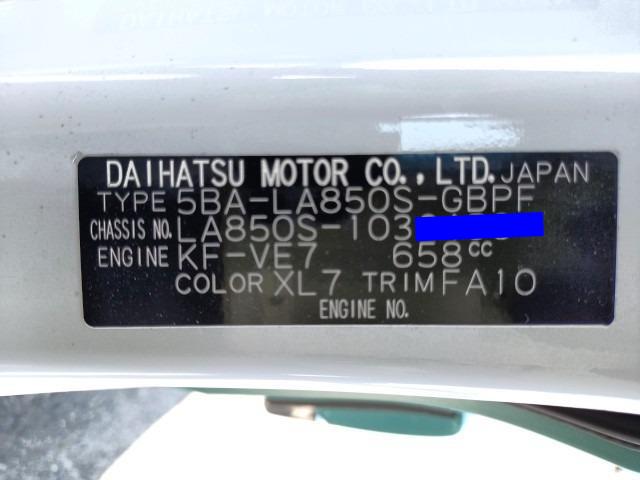 DAIHATSU MOTOR CO., LTD. JAPAN
TYPE 5BA-LA850S-GBPF
CHASSIS NO. LA850S-103
ENGINE KF-VE7 658cc
COLOR XL7 TRIM FA10
ENGINE NO.